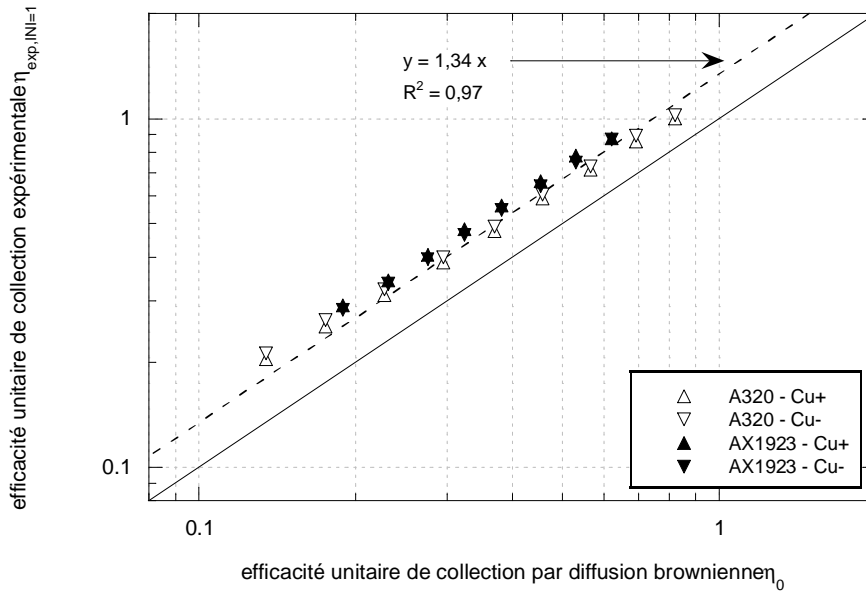 efficacité unitaire de collection expérimentale η_exp,INI=1
y = 1,34 x
R² = 0,97
1
0.1
A320 - Cu+
A320 - Cu-
AX1923 - Cu+
AX1923 - Cu-
0.1 1
efficacité unitaire de collection par diffusion brownienne η₀